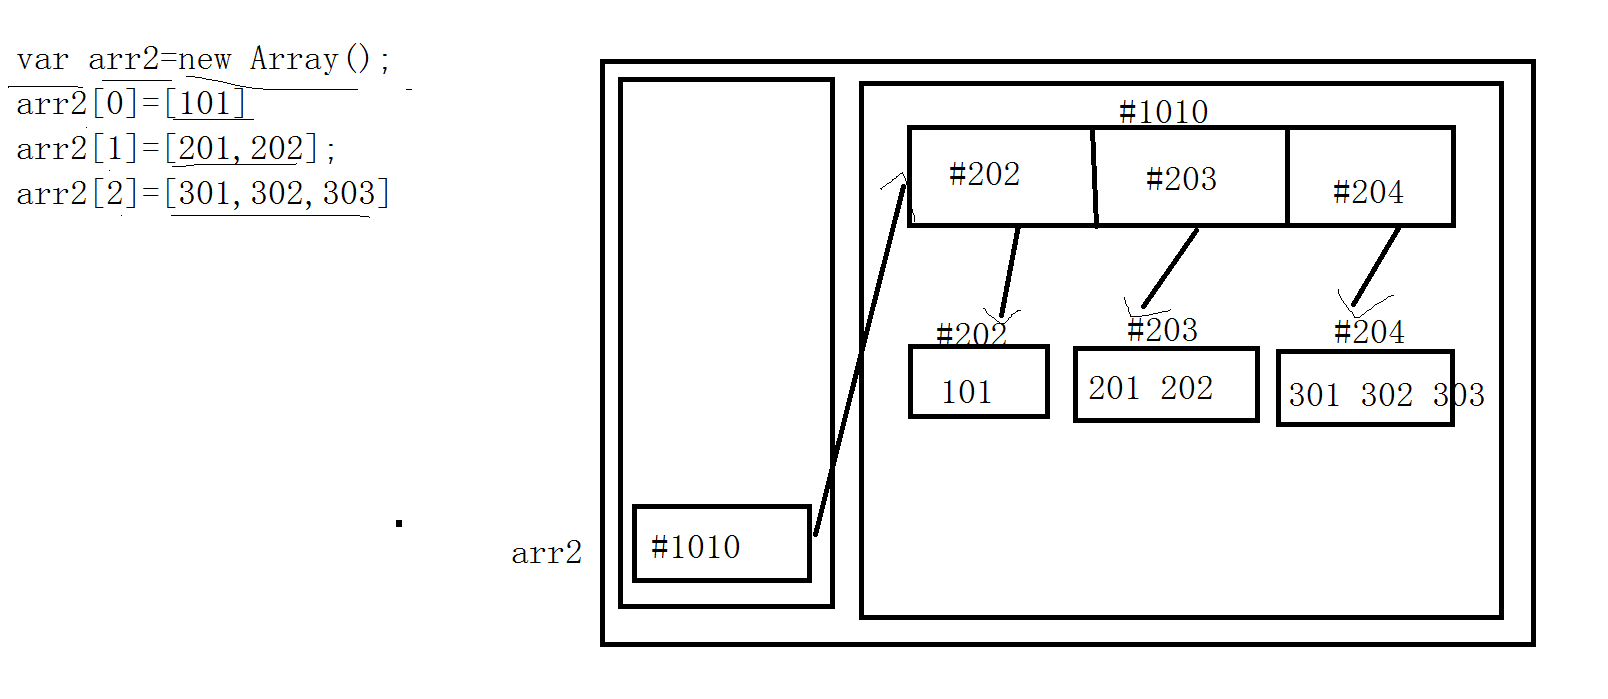 var arr2=new Array();
arr2[0]=[101]
arr2[1]=[201,202];
arr2[2]=[301,302,303]
#1010
#202 #203 #204
#202 #203 #204
101 201 202 301 302 303
arr2 #1010